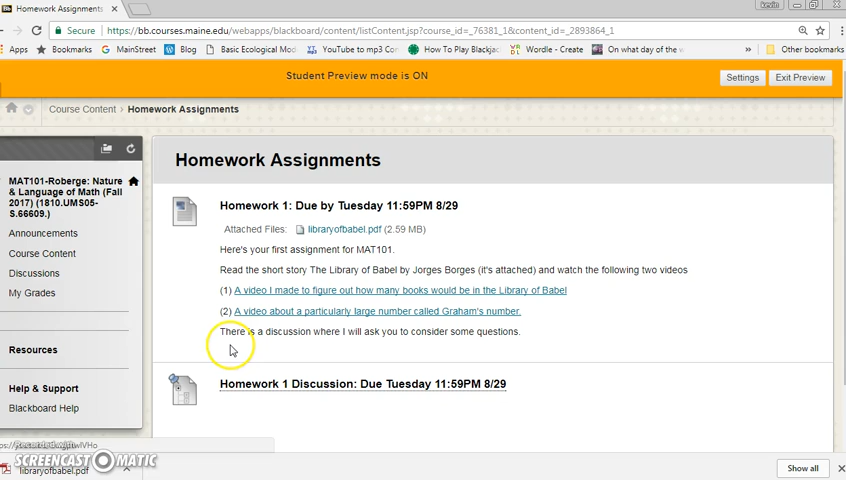 Homework Assignments
kevin
Secure https://bb.courses.maine.edu/webapps/blackboard/content/listContent.jsp?course_id=_76381_1&content_id=_2893864_1
Apps Bookmarks MainStreet Blog Basic Ecological Mode YouTube to mp3 Con How To Play Blackjac Wordle - Create On what day of the w » Other bookmarks
Student Preview mode is ON Settings Exit Preview
Course Content › Homework Assignments
Homework Assignments
MAT101-Roberge: Nature
& Language of Math (Fall
2017) (1810.UMS05-
S.66609.)
Announcements
Course Content
Discussions
My Grades
Resources
Help & Support
Blackboard Help
Homework 1: Due by Tuesday 11:59PM 8/29
Attached Files: libraryofbabel.pdf (2.59 MB)
Here's your first assignment for MAT101.
Read the short story The Library of Babel by Jorges Borges (it's attached) and watch the following two videos
(1) A video I made to figure out how many books would be in the Library of Babel
(2) A video about a particularly large number called Graham's number.
There is a discussion where I will ask you to consider some questions.
Homework 1 Discussion: Due Tuesday 11:59PM 8/29
Recorded with
SCREENCAST-O-MATIC
libraryofbabel.pdf
Show all